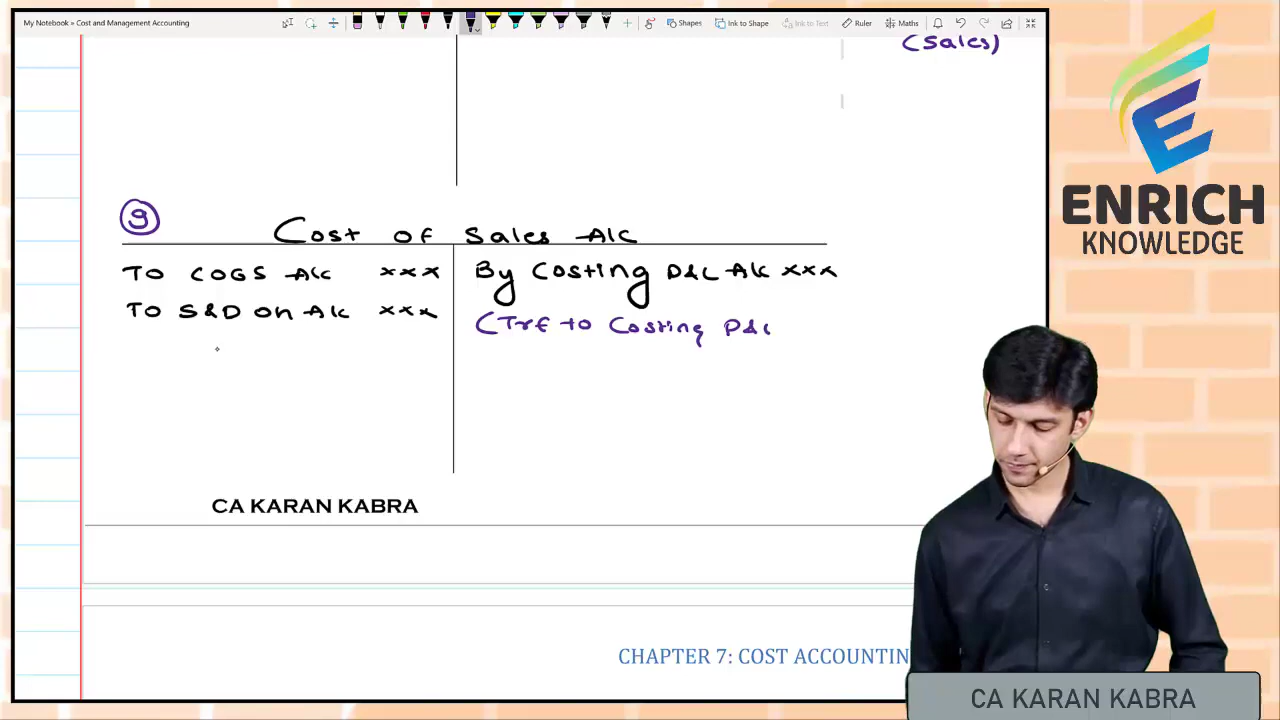 My Notebook » Cost and Management Accounting
Shapes
Ink to Shape
Ink to Text
Ruler
Maths
(Sales)
9
Cost of Sales A/c
To COGS A/c xxx
By Costing P&L A/c xxx
To S&D OH A/c xxx
(Trf to Costing P&L
CA KARAN KABRA
CHAPTER 7: COST ACCOUNTIN
ENRICH
KNOWLEDGE
CA KARAN KABRA